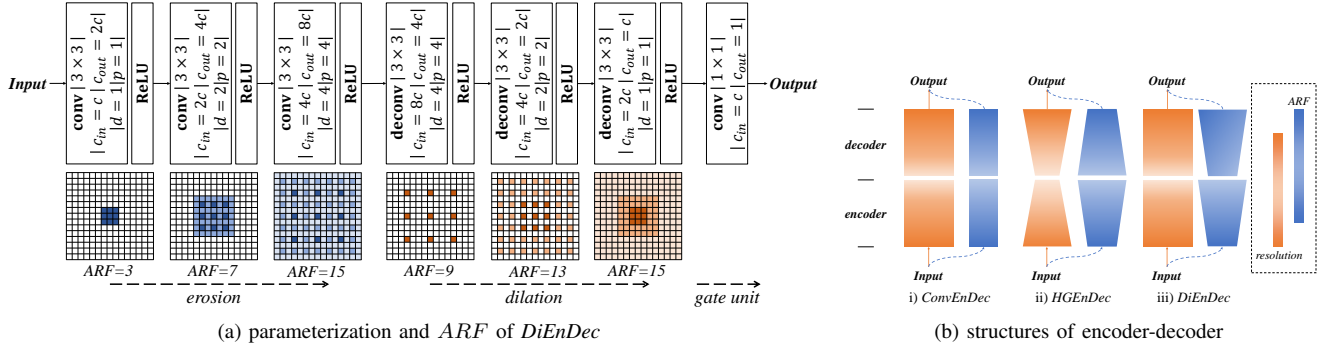 Input
conv | 3 × 3 |
| c_in = c | c_out = 2c |
|d = 1|p = 1|
ReLU
conv | 3 × 3 |
| c_in = 2c | c_out = 4c |
|d = 2|p = 2|
ReLU
conv | 3 × 3 |
| c_in = 4c | c_out = 8c |
|d = 4|p = 4|
ReLU
deconv | 3 × 3 |
| c_in = 8c | c_out = 4c |
|d = 4|p = 4|
ReLU
deconv | 3 × 3 |
| c_in = 4c | c_out = 2c |
|d = 2|p = 2|
ReLU
deconv | 3 × 3 |
| c_in = 2c | c_out = c |
|d = 1|p = 1|
ReLU
conv | 1 × 1 |
| c_in = c | c_out = 1 |
Output
ARF=3
ARF=7
ARF=15
ARF=9
ARF=13
ARF=15
erosion
dilation
gate unit
(a) parameterization and ARF of DiEnDec
Output
Output
Output
decoder
encoder
Input
Input
Input
i) ConvEnDec
ii) HGEnDec
iii) DiEnDec
ARF
resolution
(b) structures of encoder-decoder